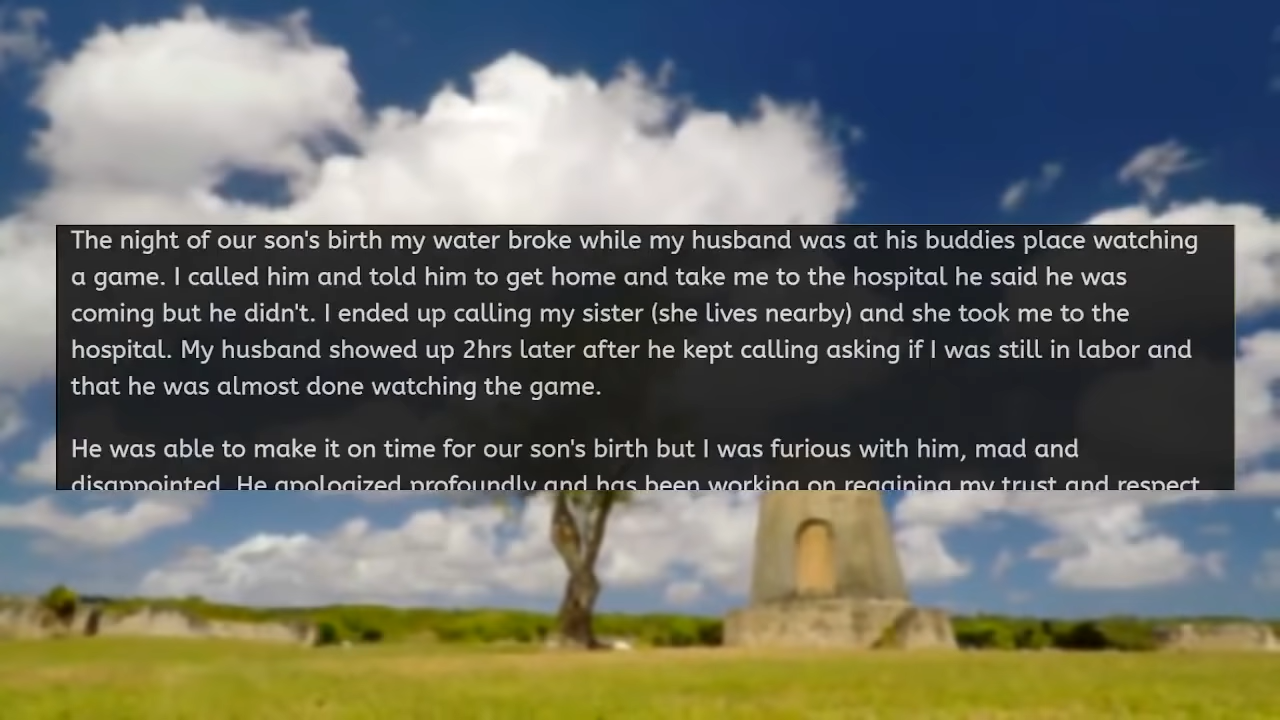 The night of our son's birth my water broke while my husband was at his buddies place watching
a game. I called him and told him to get home and take me to the hospital he said he was
coming but he didn't. I ended up calling my sister (she lives nearby) and she took me to the
hospital. My husband showed up 2hrs later after he kept calling asking if I was still in labor and
that he was almost done watching the game.
He was able to make it on time for our son's birth but I was furious with him, mad and
disappointed. He apologized profoundly and has been working on regaining my trust and respect